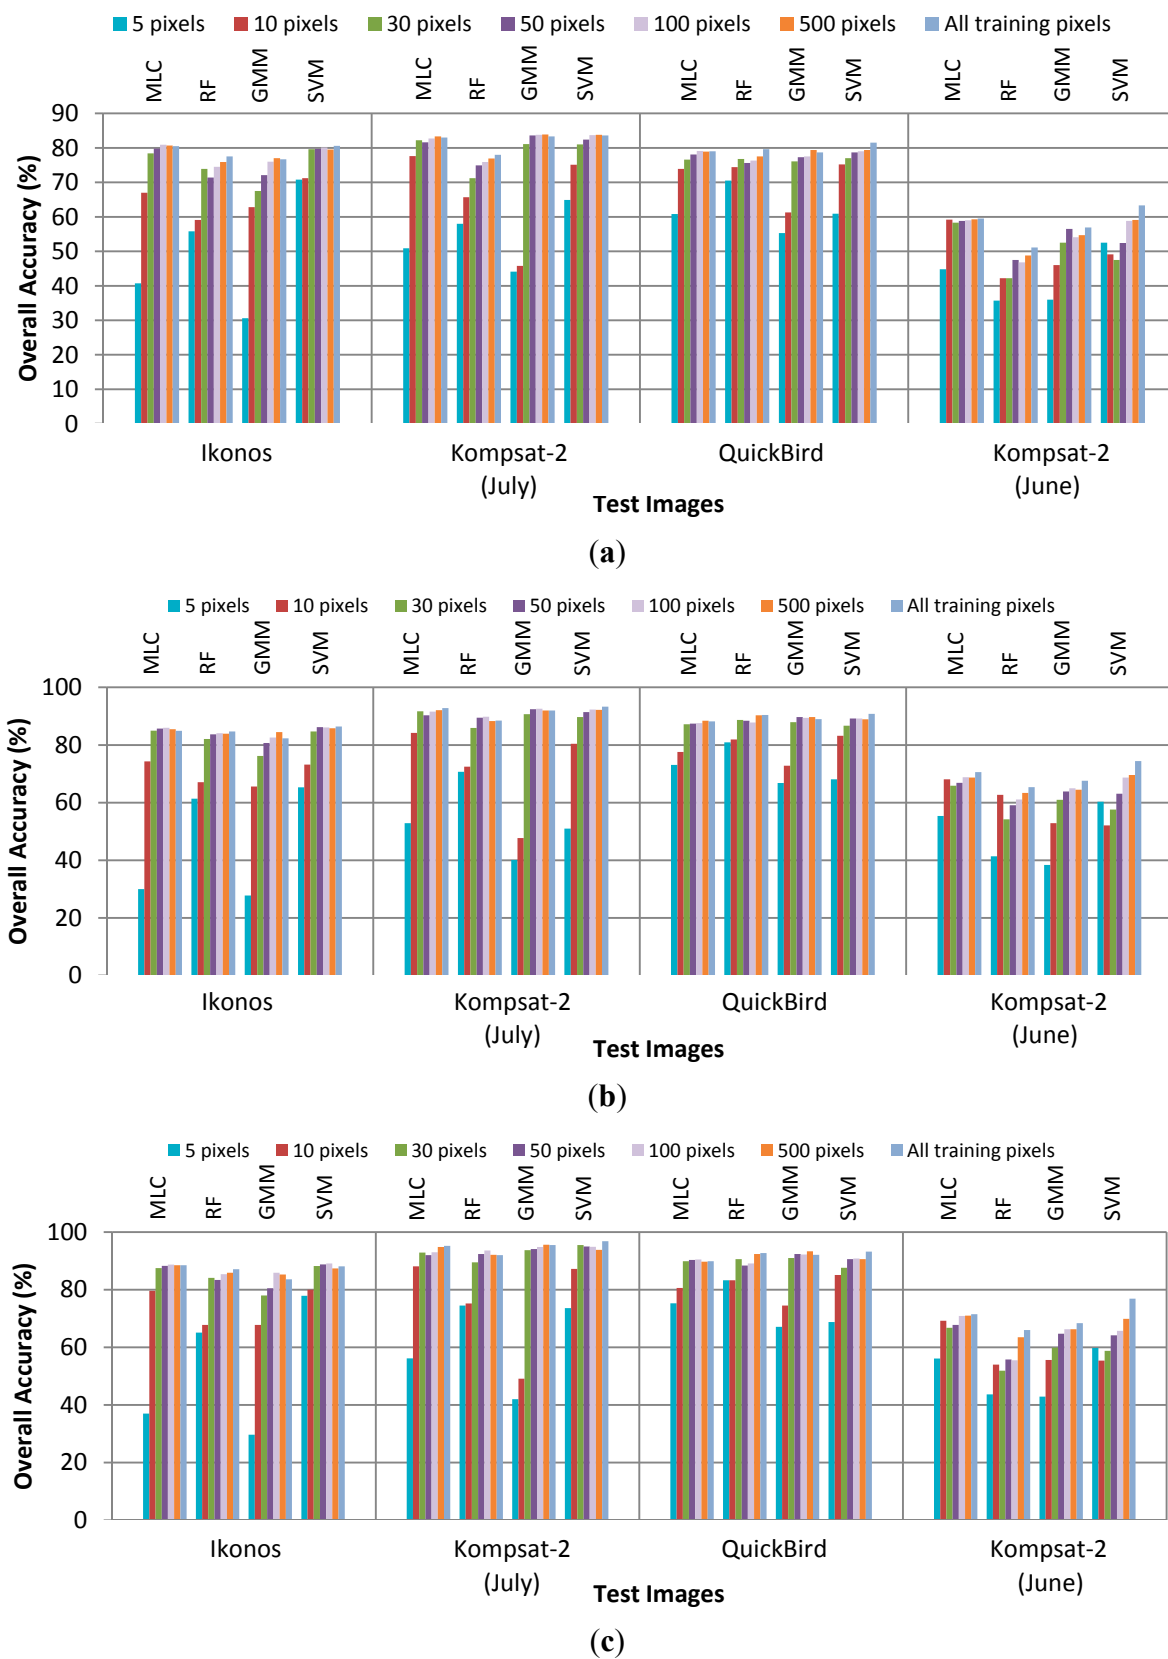 5 pixels 10 pixels 30 pixels 50 pixels 100 pixels 500 pixels All training pixels
MLC RF GMM SVM MLC RF GMM SVM MLC RF GMM SVM MLC RF GMM SVM
Overall Accuracy (%)
90
80
70
60
50
40
30
20
10
0
Ikonos Kompsat-2 QuickBird Kompsat-2
(July) (June)
Test Images
(a)
5 pixels 10 pixels 30 pixels 50 pixels 100 pixels 500 pixels All training pixels
MLC RF GMM SVM MLC RF GMM SVM MLC RF GMM SVM MLC RF GMM SVM
Overall Accuracy (%)
100
80
60
40
20
0
Ikonos Kompsat-2 QuickBird Kompsat-2
(July) (June)
Test Images
(b)
5 pixels 10 pixels 30 pixels 50 pixels 100 pixels 500 pixels All training pixels
MLC RF GMM SVM MLC RF GMM SVM MLC RF GMM SVM MLC RF GMM SVM
Overall Accuracy (%)
100
80
60
40
20
0
Ikonos Kompsat-2 QuickBird Kompsat-2
(July) (June)
Test Images
(c)